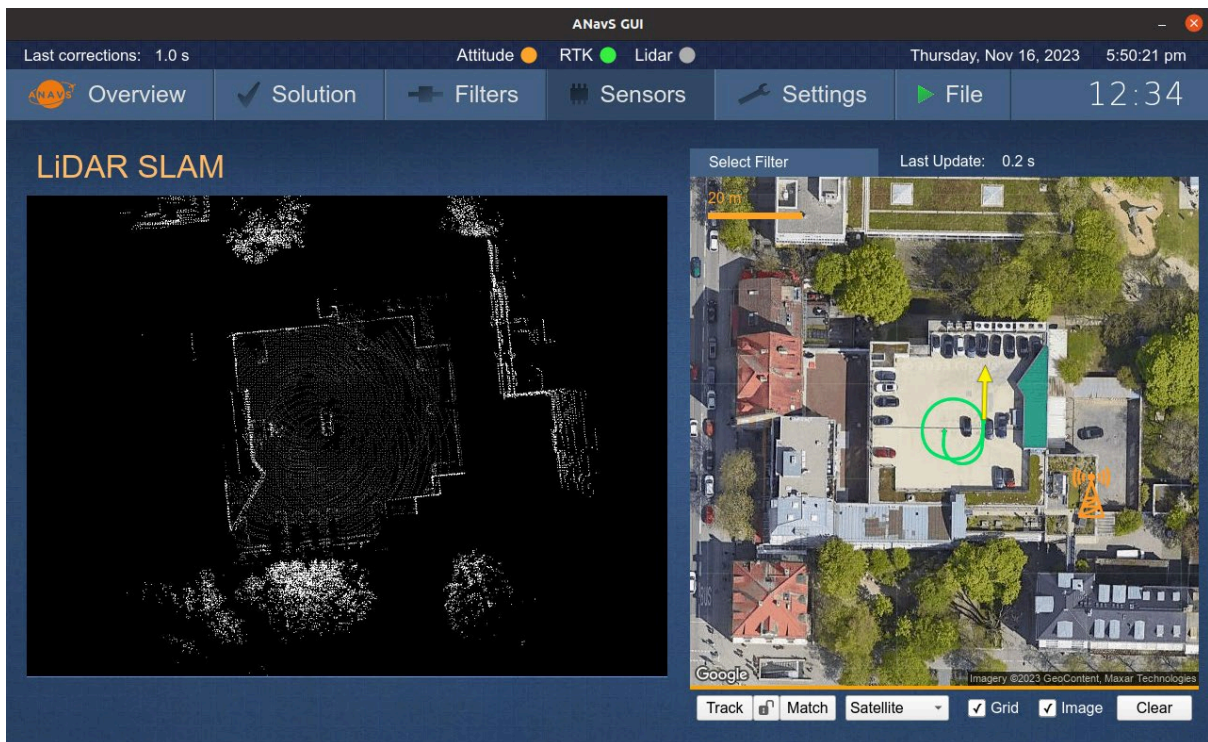 ANavS GUI
Last corrections: 1.0 s Attitude RTK Lidar Thursday, Nov 16, 2023 5:50:21 pm
ANAVS Overview Solution Filters Sensors Settings File 12:34
LiDAR SLAM
Select Filter Last Update: 0.2 s
20 m
BUS
Google
Imagery ©2023 GeoContent, Maxar Technologies
Track Match Satellite Grid Image Clear